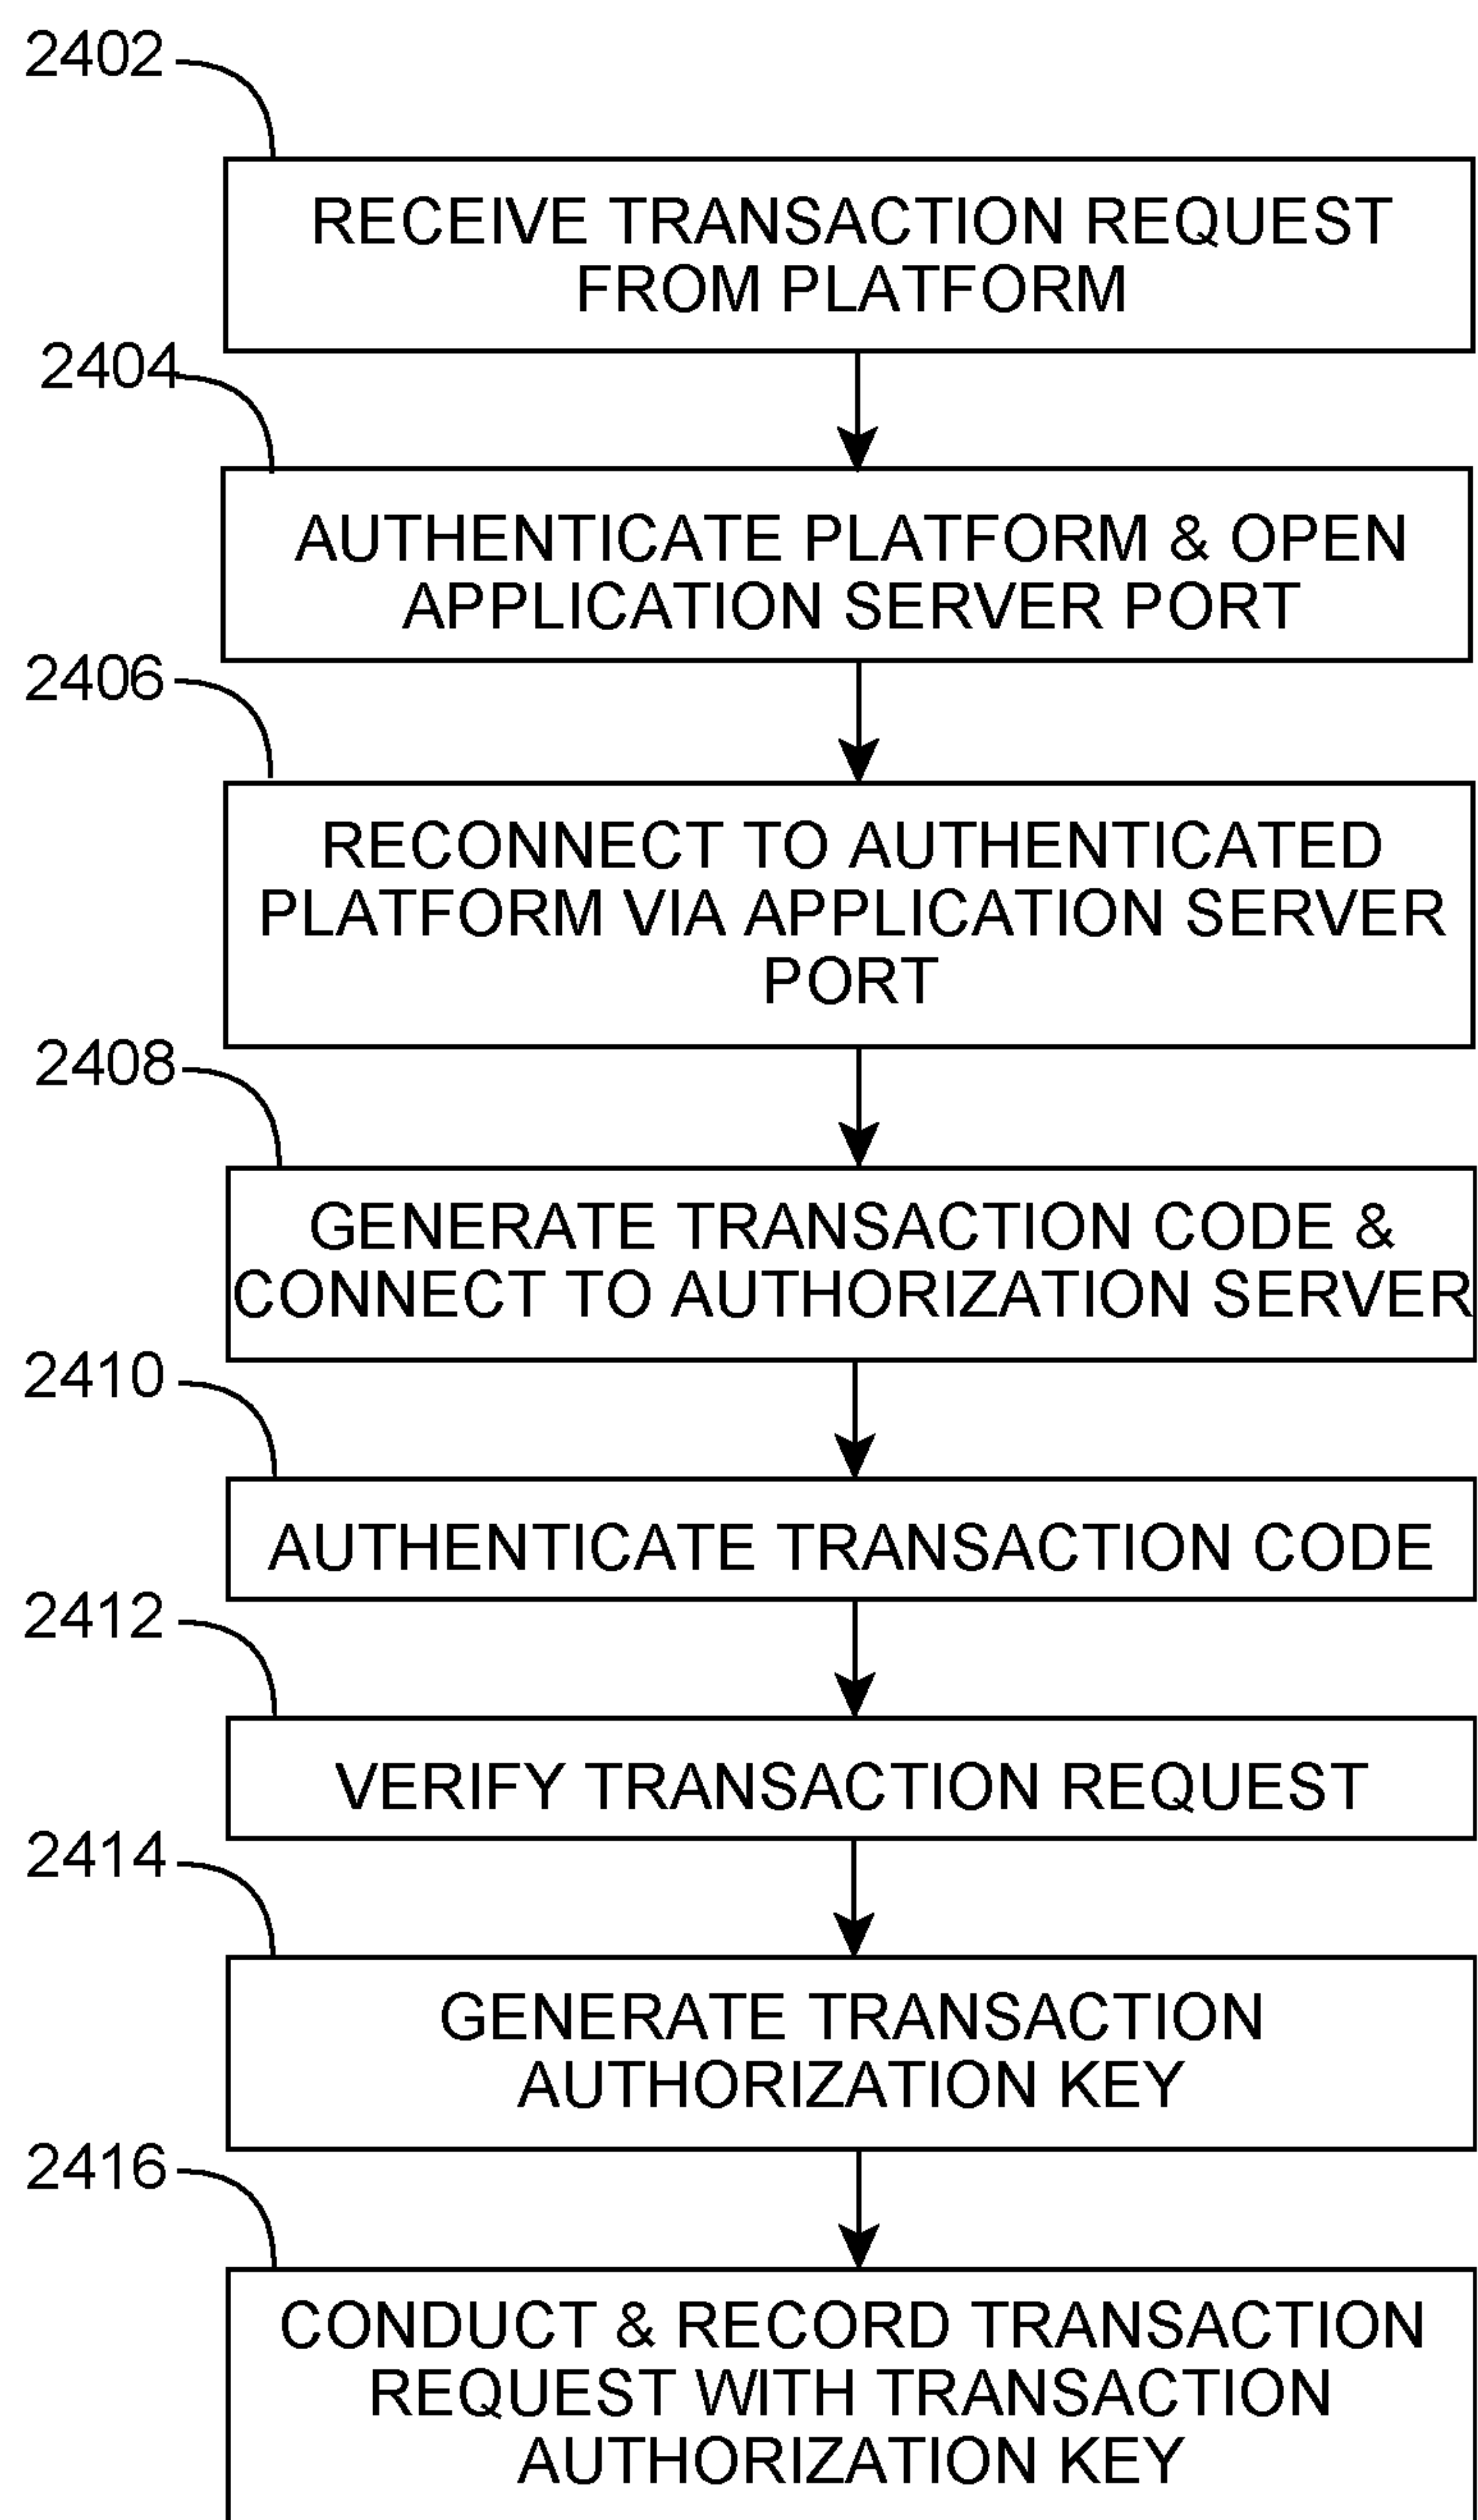 2402
RECEIVE TRANSACTION REQUEST
FROM PLATFORM
2404
AUTHENTICATE PLATFORM & OPEN
APPLICATION SERVER PORT
2406
RECONNECT TO AUTHENTICATED
PLATFORM VIA APPLICATION SERVER
PORT
2408
GENERATE TRANSACTION CODE &
CONNECT TO AUTHORIZATION SERVER
2410
AUTHENTICATE TRANSACTION CODE
2412
VERIFY TRANSACTION REQUEST
2414
GENERATE TRANSACTION
AUTHORIZATION KEY
2416
CONDUCT & RECORD TRANSACTION
REQUEST WITH TRANSACTION
AUTHORIZATION KEY